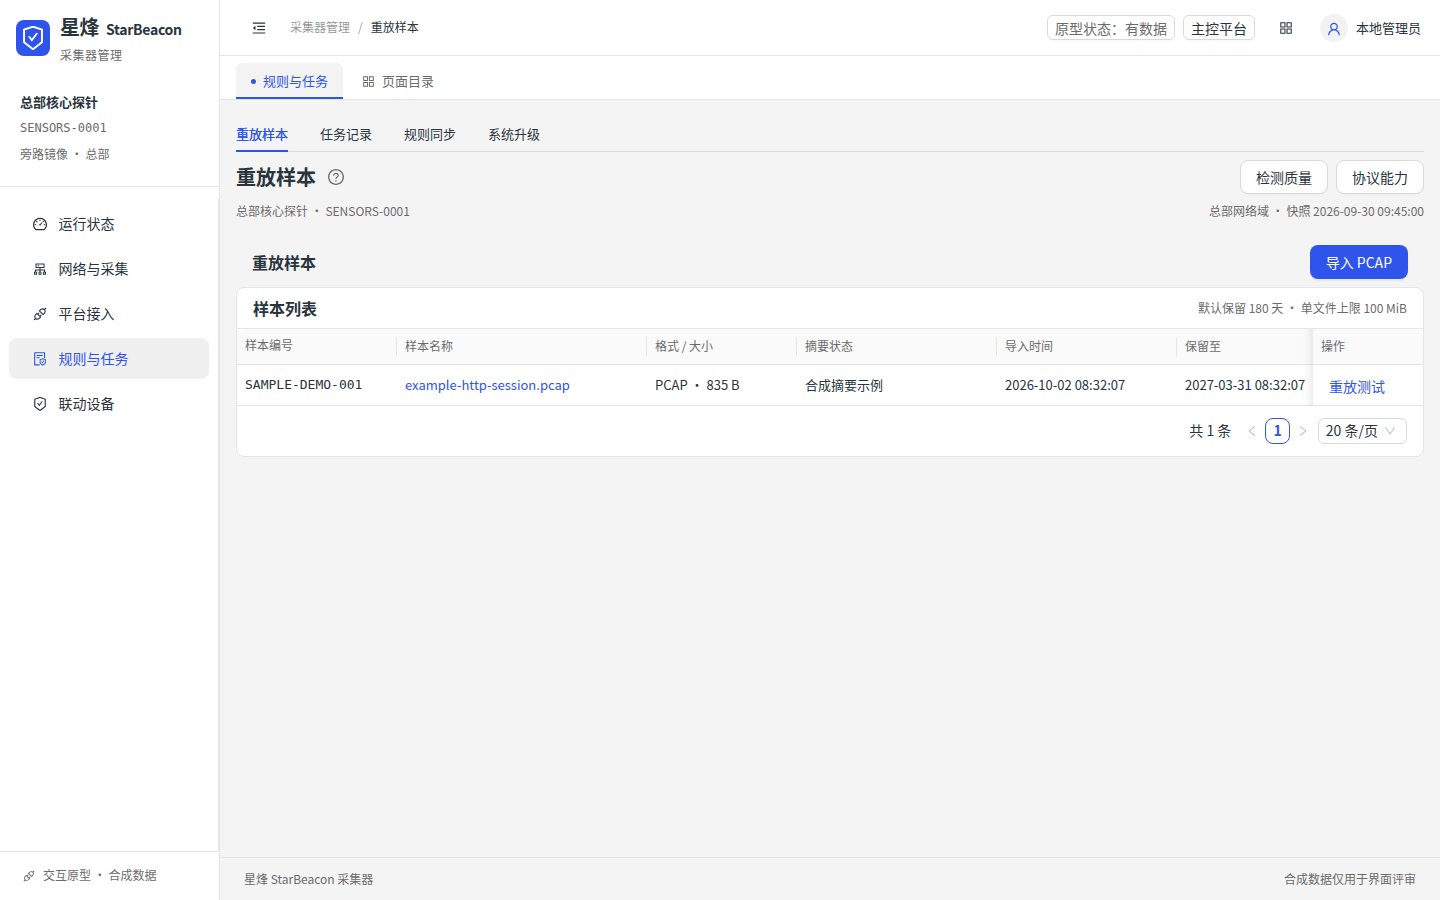 星烽 StarBeacon
采集器管理
总部核心探针
SENSORS-0001
旁路镜像 · 总部
运行状态
网络与采集
平台接入
规则与任务
联动设备
交互原型 · 合成数据
采集器管理 / 重放样本
原型状态：有数据
主控平台
本地管理员
规则与任务
页面目录
重放样本 任务记录 规则同步 系统升级
重放样本
检测质量 协议能力
总部核心探针 · SENSORS-0001
总部网络域 · 快照 2026-09-30 09:45:00
重放样本
导入 PCAP
样本列表
默认保留 180 天 · 单文件上限 100 MiB
样本编号 样本名称 格式 / 大小 摘要状态 导入时间 保留至 操作
SAMPLE-DEMO-001 example-http-session.pcap PCAP · 835 B 合成摘要示例 2026-10-02 08:32:07 2027-03-31 08:32:07 重放测试
共 1 条 < 1 > 20 条/页
星烽 StarBeacon 采集器
合成数据仅用于界面评审